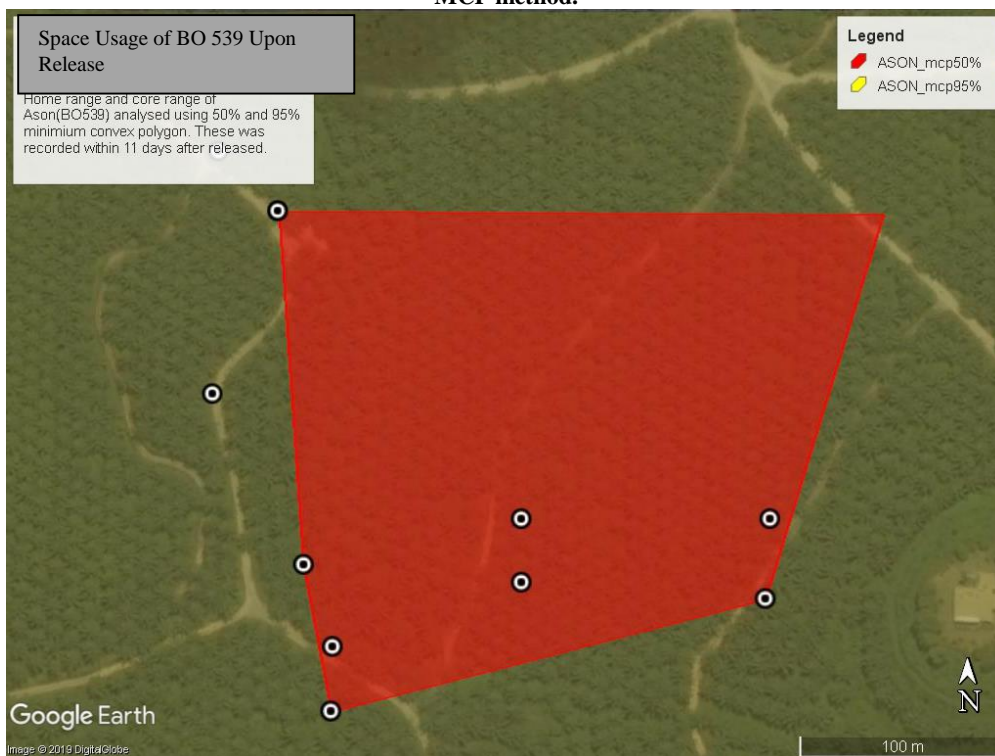 MCP method.
Space Usage of BO 539 Upon
Release
Home range and core range of
Ason(BO539) analysed using 50% and 95%
minimium convex polygon. These was
recorded within 11 days after released.
Legend
ASON_mcp50%
ASON_mcp95%
N
Google Earth
100 m
Image © 2019 DigitalGlobe